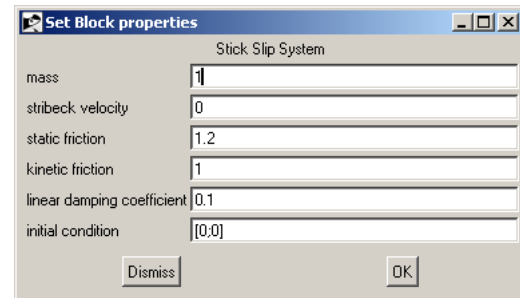 Set Block properties
Stick Slip System
mass 1
stribeck velocity 0
static friction 1.2
kinetic friction 1
linear damping coefficient 0.1
initial condition [0;0]
Dismiss OK